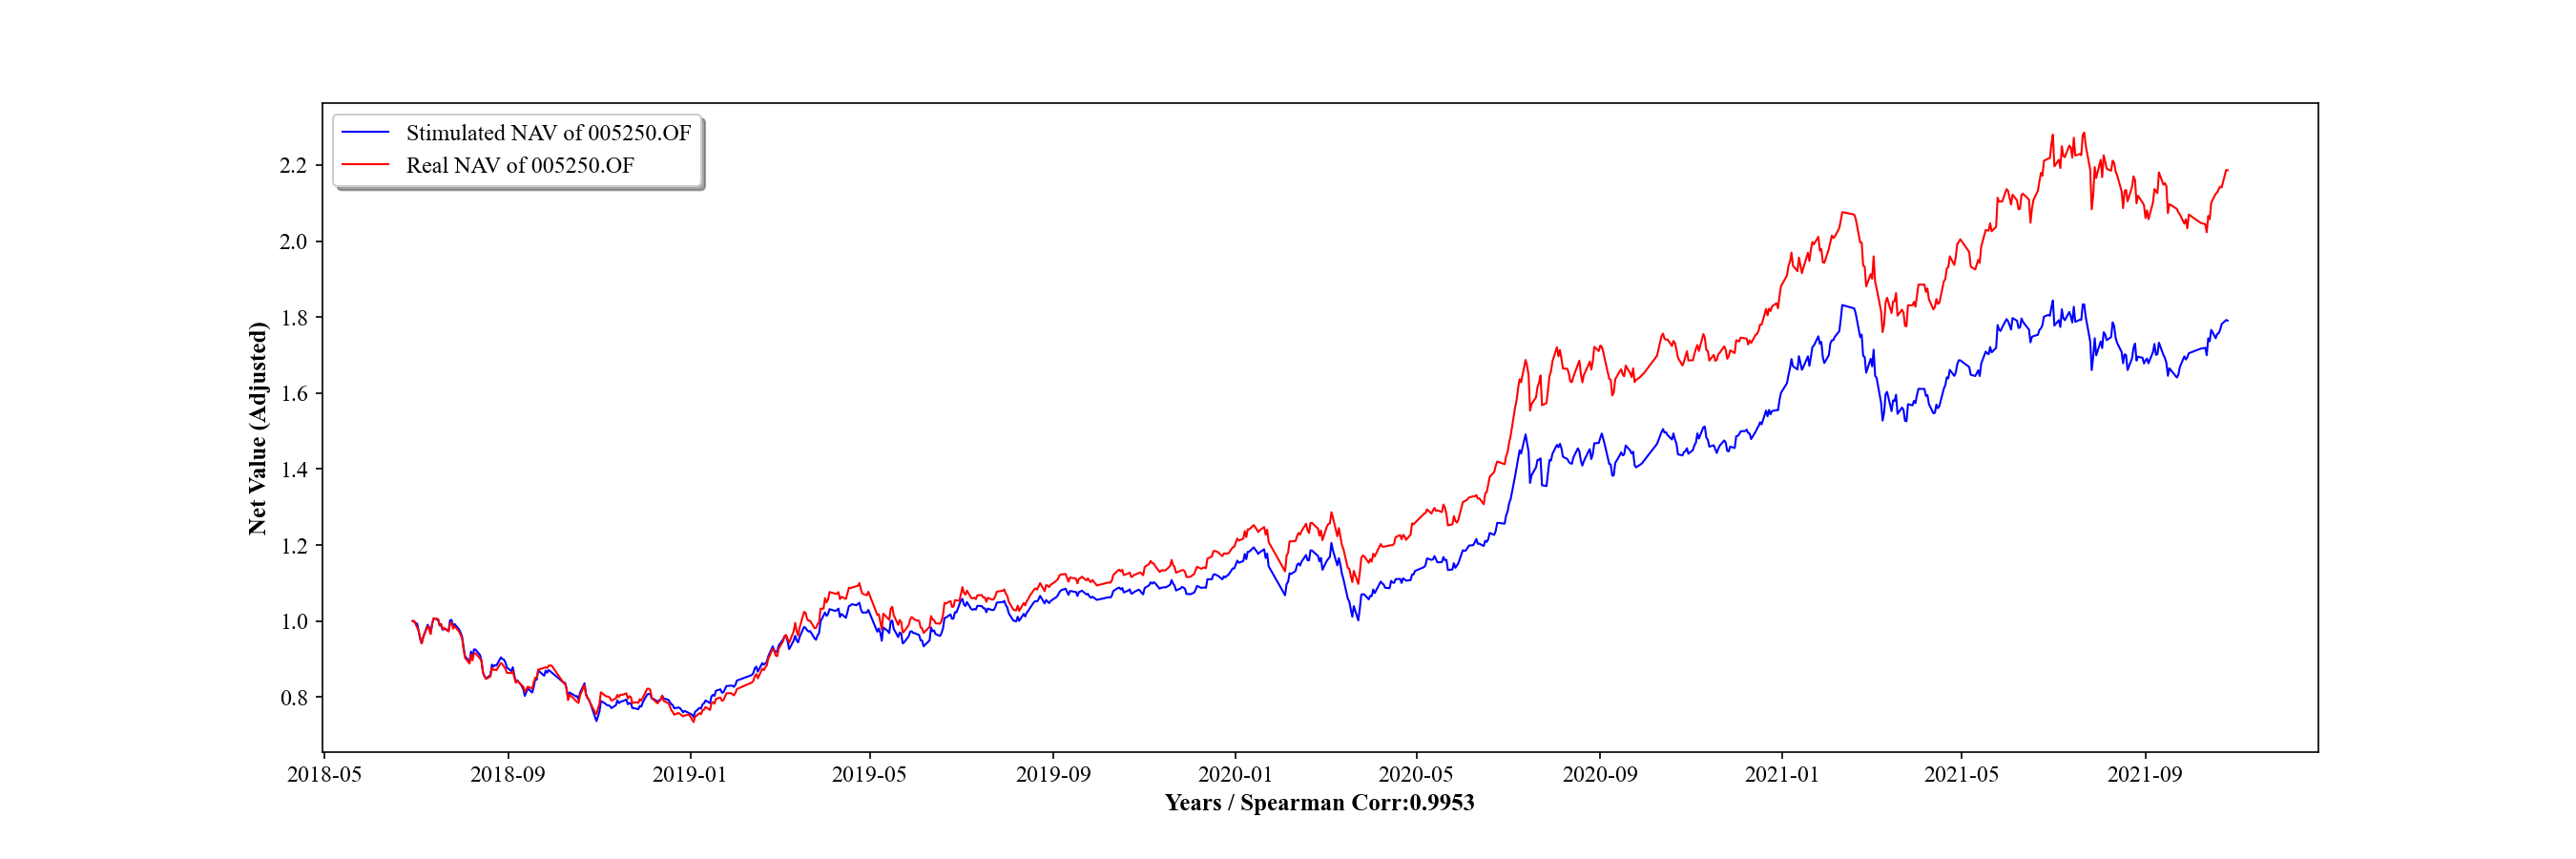 Stimulated NAV of 005250.OF
Real NAV of 005250.OF
Net Value (Adjusted)
2.2
2.0
1.8
1.6
1.4
1.2
1.0
0.8
2018-05 2018-09 2019-01 2019-05 2019-09 2020-01 2020-05 2020-09 2021-01 2021-05 2021-09
Years / Spearman Corr:0.9953